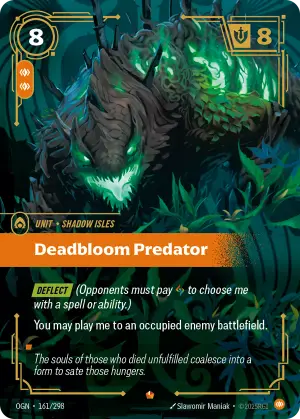 8
8
UNIT • SHADOW ISLES
Deadbloom Predator
DEFLECT (Opponents must pay to choose me
with a spell or ability.)
You may play me to an occupied enemy battlefield.
The souls of those who died unfulfilled coalesce into a
form to sate those hungers.
OGN • 161/298
Slawomir Maniak
©2025